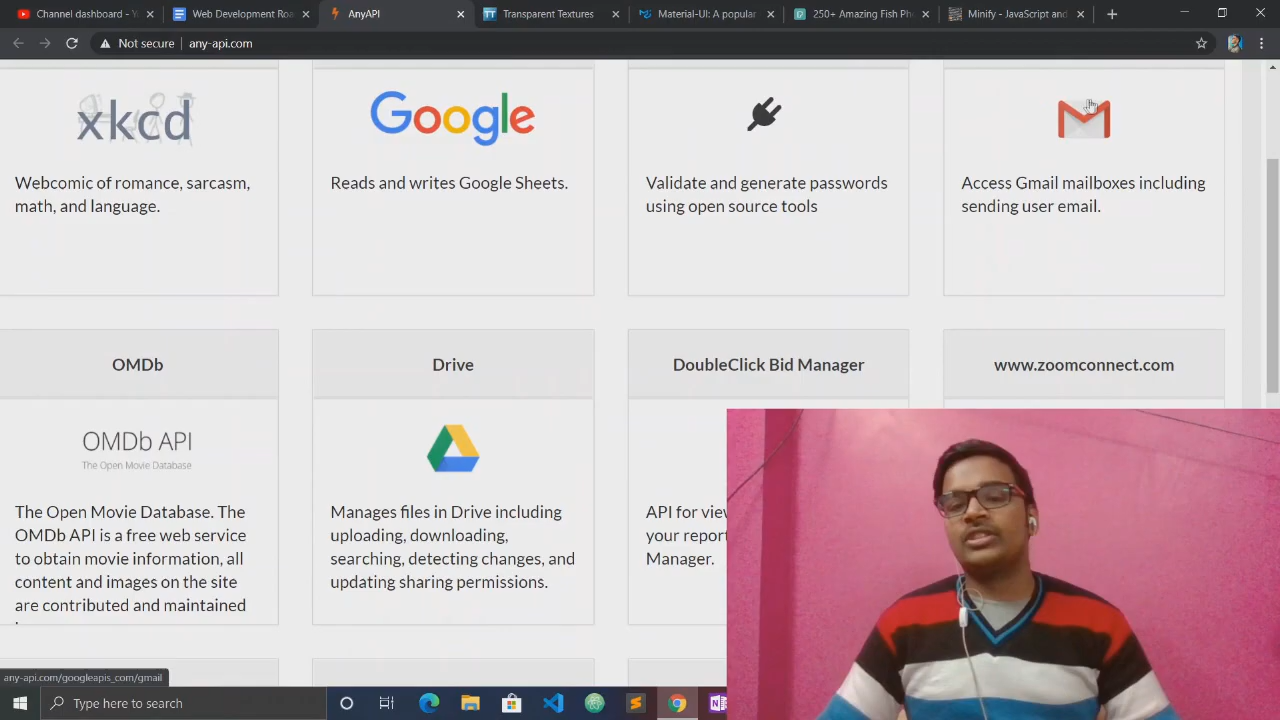 Channel dashboard - Y
Web Development Roa
AnyAPI
Transparent Textures
Material-UI: A popular
250+ Amazing Fish Ph
Minify - JavaScript and
Not secure
any-api.com
xkcd
Webcomic of romance, sarcasm,
math, and language.
Google
Reads and writes Google Sheets.
Validate and generate passwords
using open source tools
Access Gmail mailboxes including
sending user email.
OMDb
OMDb API
The Open Movie Database
The Open Movie Database. The
OMDb API is a free web service
to obtain movie information, all
content and images on the site
are contributed and maintained
Drive
Manages files in Drive including
uploading, downloading,
searching, detecting changes, and
updating sharing permissions.
DoubleClick Bid Manager
API for view
your report
Manager.
www.zoomconnect.com
any-api.com/googleapis_com/gmail
Type here to search